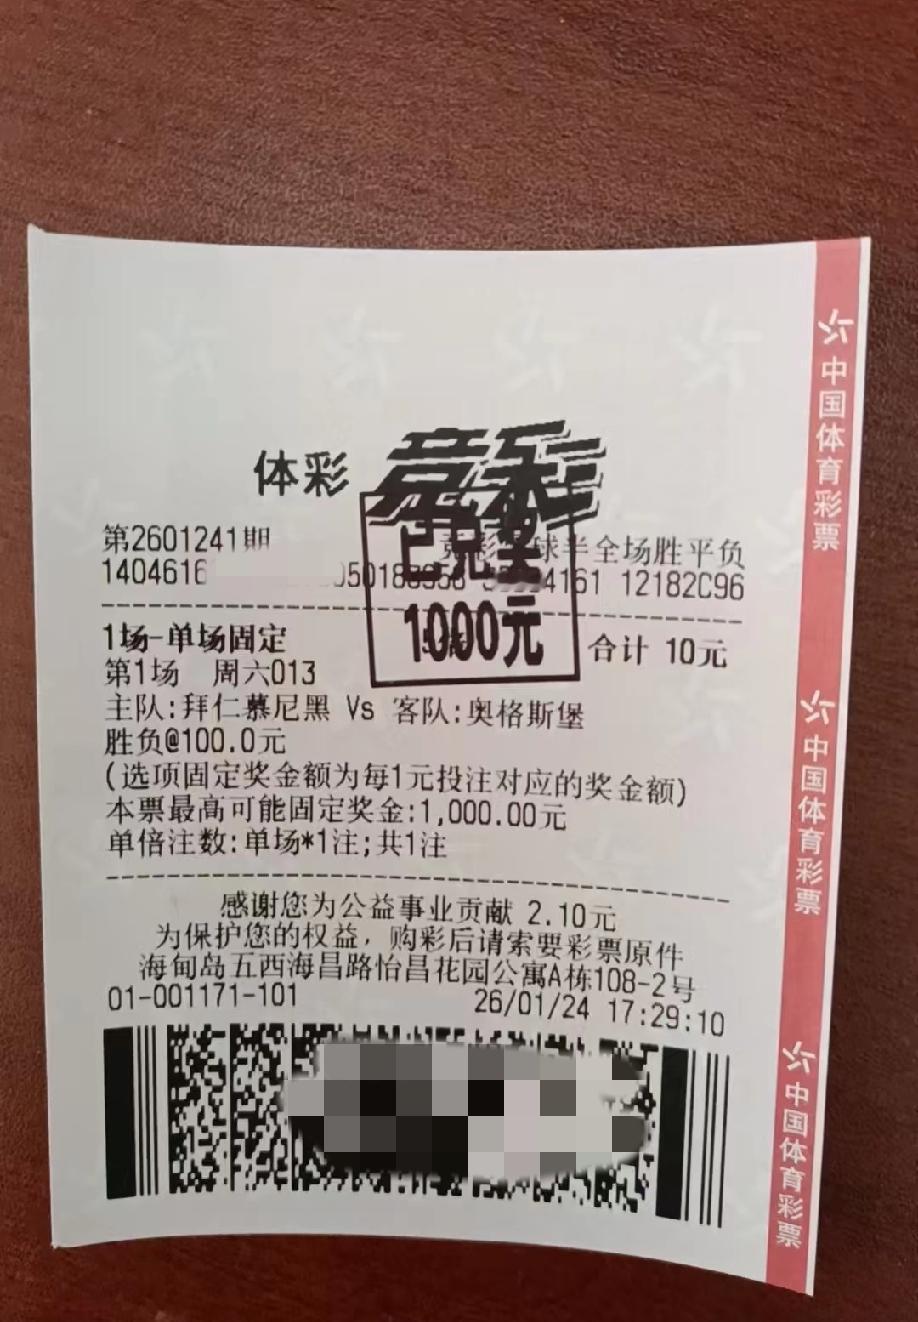 体彩 竞彩
第2601241期 竞彩 球半全场胜平负
1404616 4161 12182C96
已兑奖
1000元
1场-单场固定 合计 10元
第1场 周六013
主队:拜仁慕尼黑 Vs 客队:奥格斯堡
胜负@100.0元
(选项固定奖金额为每1元投注对应的奖金额)
本票最高可能固定奖金:1,000.00元
单倍注数:单场*1注;共1注
感谢您为公益事业贡献 2.10元
为保护您的权益，购彩后请索要彩票原件
海甸岛五西海昌路怡昌花园公寓A栋108-2号
01-001171-101 26/01/24 17:29:10
中国体育彩票
中国体育彩票
中国体育彩票